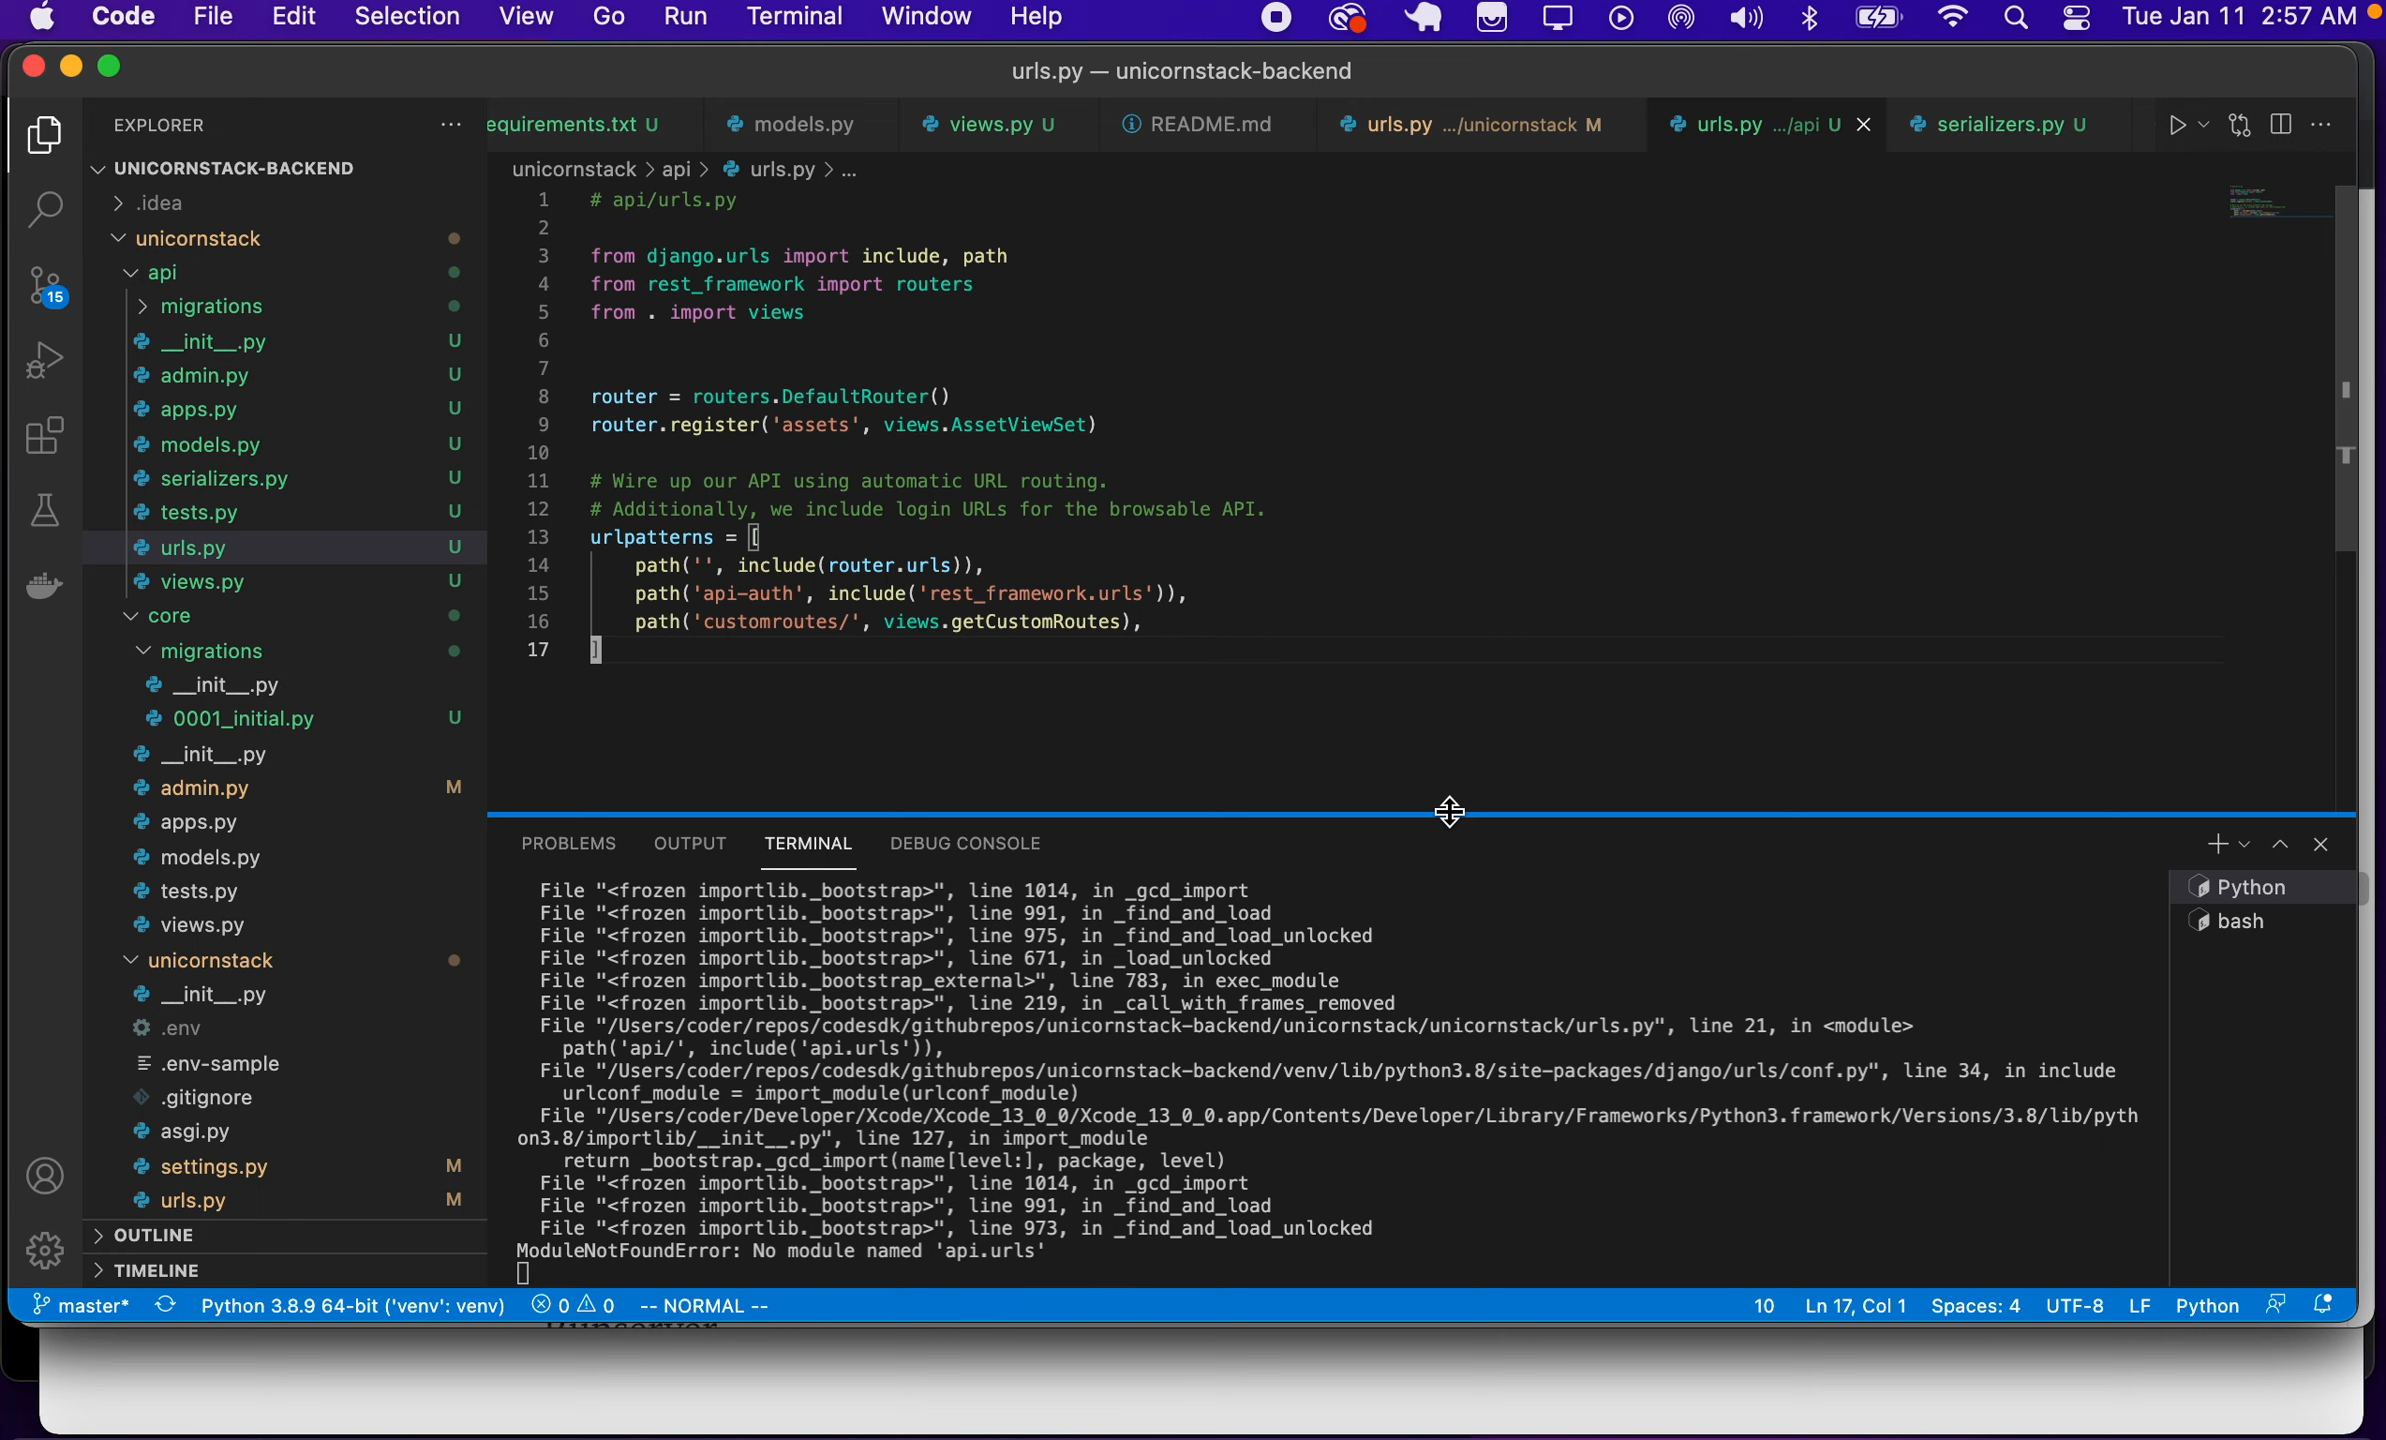 Code File Edit Selection View Go Run Terminal Window Help Tue Jan 11 2:57 AM
urls.py — unicornstack-backend
EXPLORER
equirements.txt U models.py views.py U README.md urls.py .../unicornstack M urls.py .../api U serializers.py U
UNICORNSTACK-BACKEND
.idea
unicornstack
api
migrations
__init__.py U
admin.py U
apps.py U
models.py U
serializers.py U
tests.py U
urls.py U
views.py U
core
migrations
__init__.py
0001_initial.py U
__init__.py
admin.py M
apps.py
models.py
tests.py
views.py
unicornstack
__init__.py
.env
.env-sample
.gitignore
asgi.py
settings.py M
urls.py M
OUTLINE
TIMELINE
15
unicornstack > api > urls.py > ...
1 # api/urls.py
2
3 from django.urls import include, path
4 from rest_framework import routers
5 from . import views
6
7
8 router = routers.DefaultRouter()
9 router.register('assets', views.AssetViewSet)
10
11 # Wire up our API using automatic URL routing.
12 # Additionally, we include login URLs for the browsable API.
13 urlpatterns = [
14 path('', include(router.urls)),
15 path('api-auth', include('rest_framework.urls')),
16 path('customroutes/', views.getCustomRoutes),
17 ]
PROBLEMS OUTPUT TERMINAL DEBUG CONSOLE
File "<frozen importlib._bootstrap>", line 1014, in _gcd_import
File "<frozen importlib._bootstrap>", line 991, in _find_and_load
File "<frozen importlib._bootstrap>", line 975, in _find_and_load_unlocked
File "<frozen importlib._bootstrap>", line 671, in _load_unlocked
File "<frozen importlib._bootstrap_external>", line 783, in exec_module
File "<frozen importlib._bootstrap>", line 219, in _call_with_frames_removed
File "/Users/coder/repos/codesdk/githubrepos/unicornstack-backend/unicornstack/unicornstack/urls.py", line 21, in <module>
path('api/', include('api.urls')),
File "/Users/coder/repos/codesdk/githubrepos/unicornstack-backend/venv/lib/python3.8/site-packages/django/urls/conf.py", line 34, in include
urlconf_module = import_module(urlconf_module)
File "/Users/coder/Developer/Xcode/Xcode_13_0_0/Xcode_13_0_0.app/Contents/Developer/Library/Frameworks/Python3.framework/Versions/3.8/lib/pyth
on3.8/importlib/__init__.py", line 127, in import_module
return _bootstrap._gcd_import(name[level:], package, level)
File "<frozen importlib._bootstrap>", line 1014, in _gcd_import
File "<frozen importlib._bootstrap>", line 991, in _find_and_load
File "<frozen importlib._bootstrap>", line 973, in _find_and_load_unlocked
ModuleNotFoundError: No module named 'api.urls'
Python
bash
master* Python 3.8.9 64-bit ('venv': venv) 0 0 -- NORMAL -- 10 Ln 17, Col 1 Spaces: 4 UTF-8 LF Python